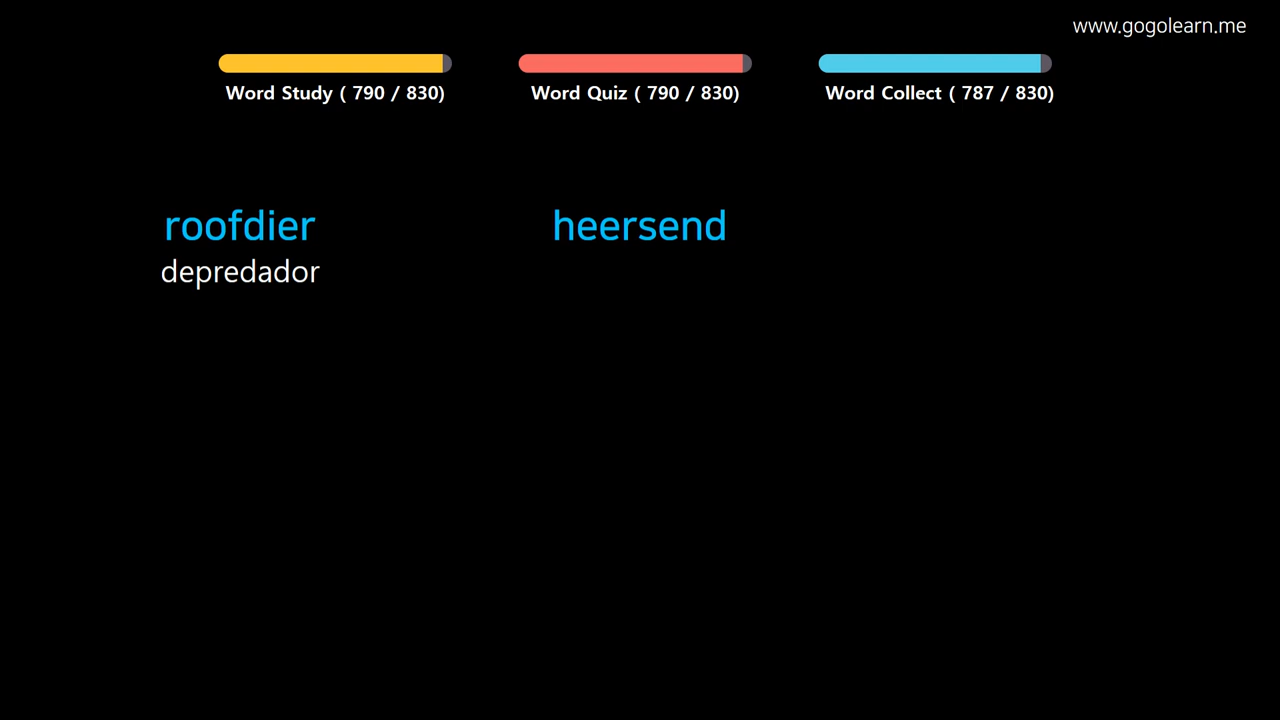 www.gogolearn.me
Word Study ( 790 / 830)
Word Quiz ( 790 / 830)
Word Collect ( 787 / 830)
roofdier
depredador
heersend